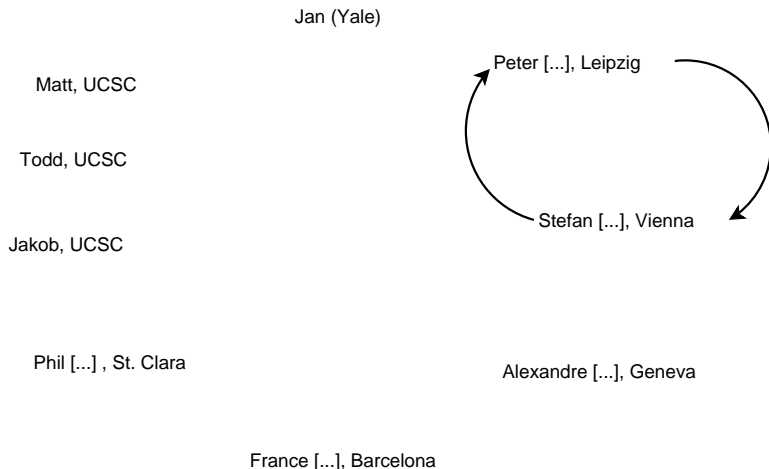 Jan (Yale)
Peter [...], Leipzig
Matt, UCSC
Todd, UCSC
Stefan [...], Vienna
Jakob, UCSC
Phil [...] , St. Clara
Alexandre [...], Geneva
France [...], Barcelona